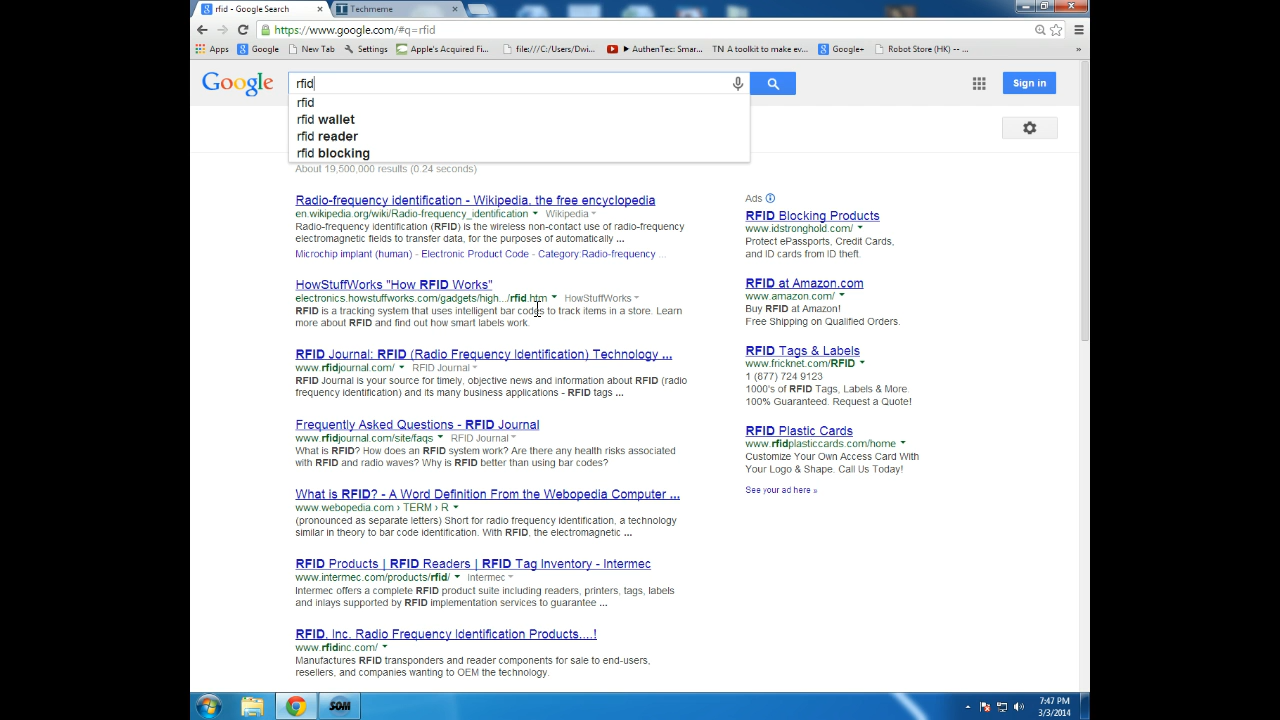 rfid - Google Search
Techmeme
https://www.google.com/#q=rfid
Apps Google New Tab Settings Apple's Acquired Fi... file:///C:/Users/Dwi... ► AuthenTec: Smar... TN A toolkit to make ev... Google+ Robot Store (HK) -- ...
Google
rfid
Sign in
rfid
rfid wallet
rfid reader
rfid blocking
About 19,500,000 results (0.24 seconds)
Radio-frequency identification - Wikipedia, the free encyclopedia
en.wikipedia.org/wiki/Radio-frequency_identification Wikipedia
Radio-frequency identification (RFID) is the wireless non-contact use of radio-frequency
electromagnetic fields to transfer data, for the purposes of automatically ...
Microchip implant (human) - Electronic Product Code - Category:Radio-frequency ...
HowStuffWorks "How RFID Works"
electronics.howstuffworks.com/gadgets/high.../rfid.htm HowStuffWorks
RFID is a tracking system that uses intelligent bar codes to track items in a store. Learn
more about RFID and find out how smart labels work.
RFID Journal: RFID (Radio Frequency Identification) Technology ...
www.rfidjournal.com/ RFID Journal
RFID Journal is your source for timely, objective news and information about RFID (radio
frequency identification) and its many business applications - RFID tags ...
Frequently Asked Questions - RFID Journal
www.rfidjournal.com/site/faqs RFID Journal
What is RFID? How does an RFID system work? Are there any health risks associated
with RFID and radio waves? Why is RFID better than using bar codes?
What is RFID? - A Word Definition From the Webopedia Computer ...
www.webopedia.com › TERM › R
(pronounced as separate letters) Short for radio frequency identification, a technology
similar in theory to bar code identification. With RFID, the electromagnetic ...
RFID Products | RFID Readers | RFID Tag Inventory - Intermec
www.intermec.com/products/rfid/ Intermec
Intermec offers a complete RFID product suite including readers, printers, tags, labels
and inlays supported by RFID implementation services to guarantee ...
RFID, Inc. Radio Frequency Identification Products....!
www.rfidinc.com/
Manufactures RFID transponders and reader components for sale to end-users,
resellers, and companies wanting to OEM the technology.
Ads
RFID Blocking Products
www.idstronghold.com/
Protect ePassports, Credit Cards,
and ID cards from ID theft.
RFID at Amazon.com
www.amazon.com/
Buy RFID at Amazon!
Free Shipping on Qualified Orders.
RFID Tags & Labels
www.fricknet.com/RFID
1 (877) 724 9123
1000's of RFID Tags, Labels & More.
100% Guaranteed. Request a Quote!
RFID Plastic Cards
www.rfidplasticcards.com/home
Customize Your Own Access Card With
Your Logo & Shape. Call Us Today!
See your ad here »
SOM
7:47 PM
3/3/2014